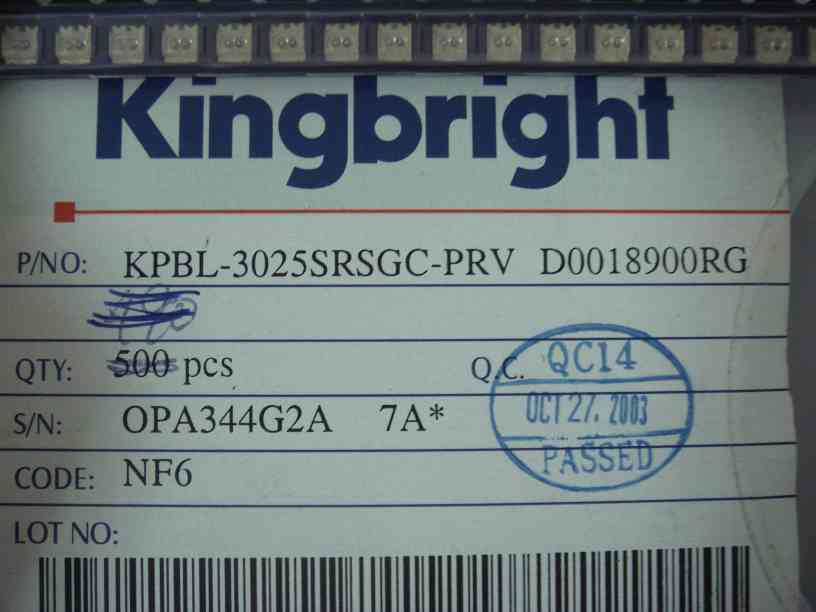 Kingbright
P/NO: KPBL-3025SRSGC-PRV D0018900RG
QTY: 500 pcs
Q.C. QC14
OCT 27. 2003
PASSED
S/N: OPA344G2A 7A*
CODE: NF6
LOT NO: